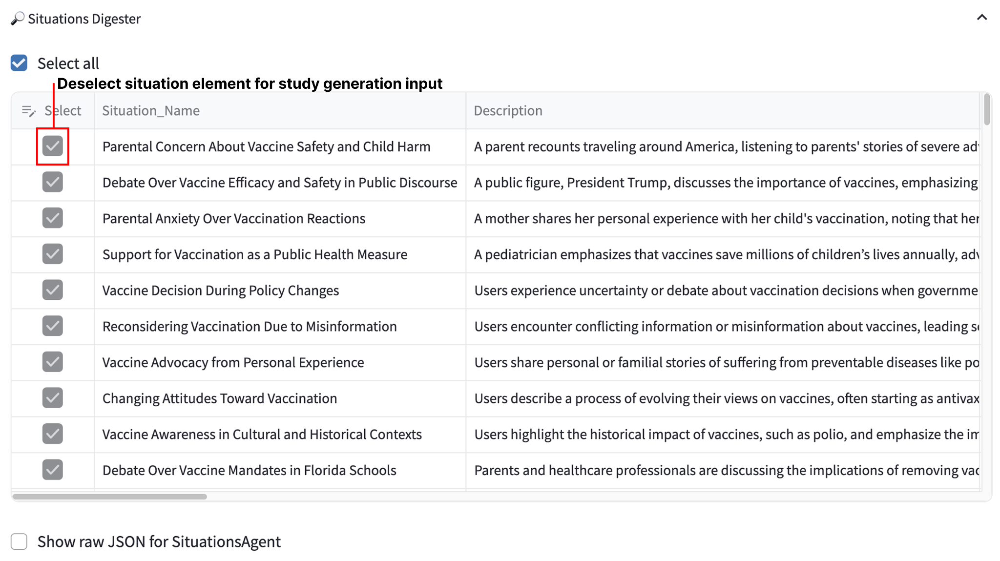 Situations Digester
Select all
Deselect situation element for study generation input
Select Situation_Name Description
Parental Concern About Vaccine Safety and Child Harm A parent recounts traveling around America, listening to parents' stories of severe
Debate Over Vaccine Efficacy and Safety in Public Discourse A public figure, President Trump, discusses the importance of vaccines, emphasizing
Parental Anxiety Over Vaccination Reactions A mother shares her personal experience with her child's vaccination, noting that her
Support for Vaccination as a Public Health Measure A pediatrician emphasizes that vaccines save millions of children’s lives annually,
Vaccine Decision During Policy Changes Users experience uncertainty or debate about vaccination decisions when governme
Reconsidering Vaccination Due to Misinformation Users encounter conflicting information or misinformation about vaccines, leading
Vaccine Advocacy from Personal Experience Users share personal or familial stories of suffering from preventable diseases like po
Changing Attitudes Toward Vaccination Users describe a process of evolving their views on vaccines, often starting as antivax
Vaccine Awareness in Cultural and Historical Contexts Users highlight the historical impact of vaccines, such as polio, and emphasize the im
Debate Over Vaccine Mandates in Florida Schools Parents and healthcare professionals are discussing the implications of removing vac
Show raw JSON for SituationsAgent